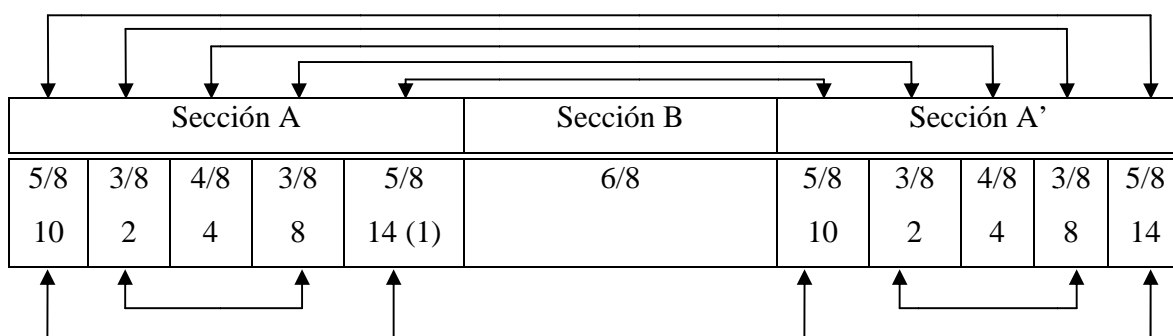 Sección A Sección B Sección A’
5/8 3/8 4/8 3/8 5/8 6/8 5/8 3/8 4/8 3/8 5/8
10 2 4 8 14 (1) 10 2 4 8 14